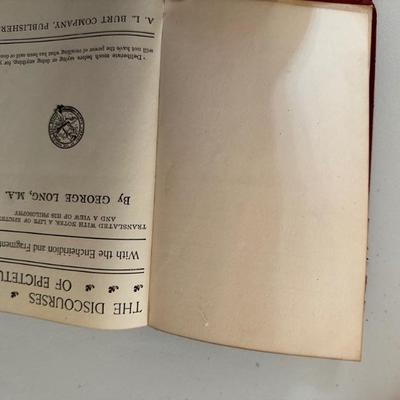 THE DISCOURSES
OF EPICTETU
With the Encheiridion and Fragment
TRANSLATED WITH NOTES A LIFE OF EPICTET
AND A VIEW OF HIS PHILOSOPHY
By GEORGE LONG, M.A.
"Deliberate much before saying or doing anything, for y
will not have the power of recalling what has been said or
A. L. BURT COMPANY, PUBLISHERS